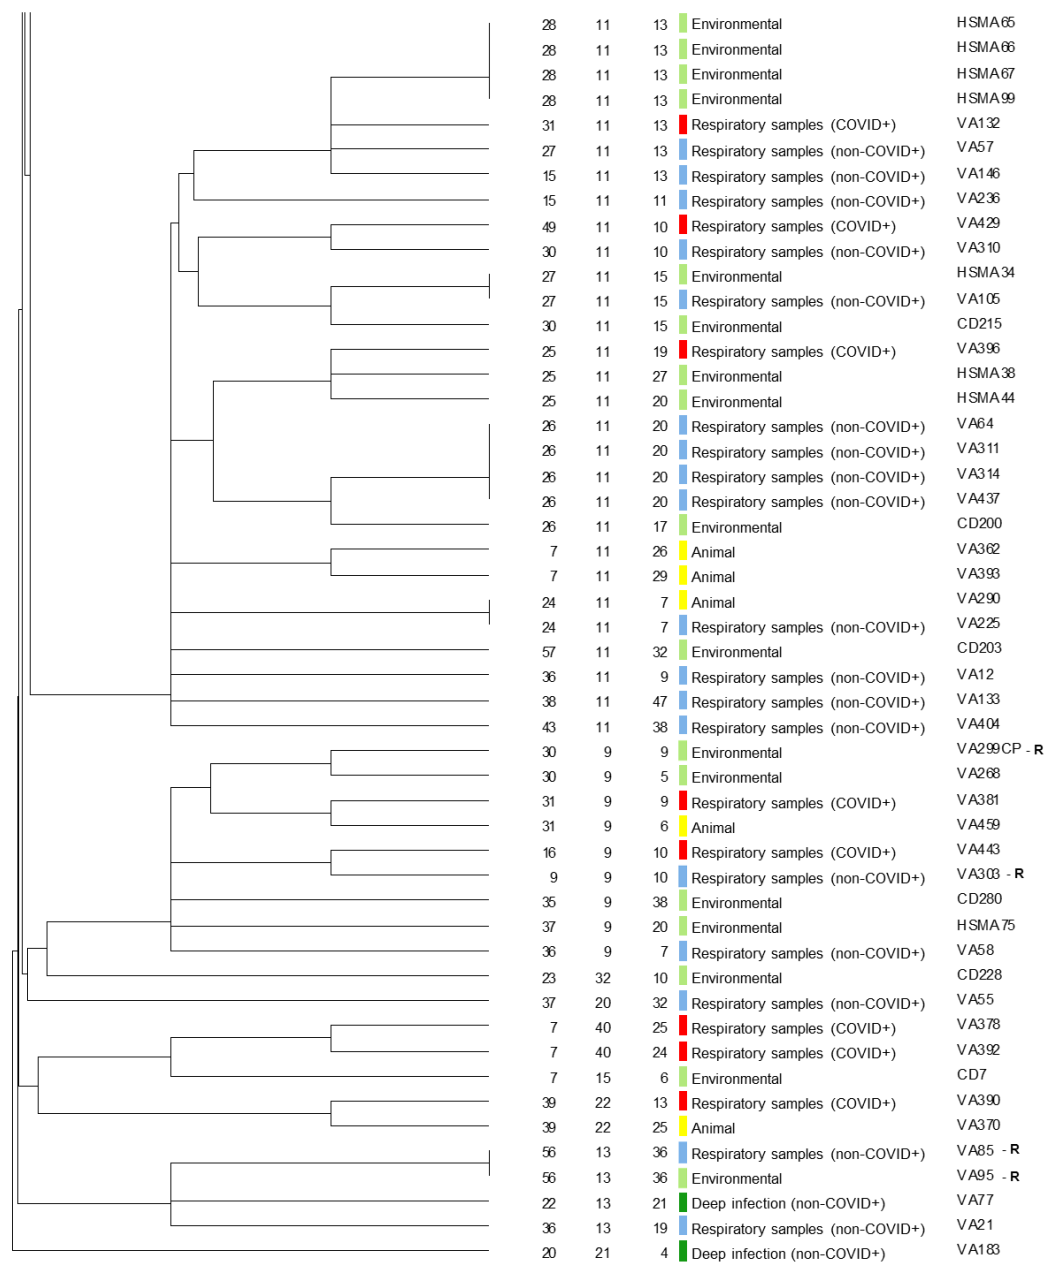 28 11 13 Environmental HSMA65
28 11 13 Environmental HSMA66
28 11 13 Environmental HSMA67
28 11 13 Environmental HSMA99
31 11 13 Respiratory samples (COVID+) VA132
27 11 13 Respiratory samples (non-COVID+) VA57
15 11 13 Respiratory samples (non-COVID+) VA146
15 11 11 Respiratory samples (non-COVID+) VA236
49 11 10 Respiratory samples (COVID+) VA429
30 11 10 Respiratory samples (non-COVID+) VA310
27 11 15 Environmental HSMA34
27 11 15 Respiratory samples (non-COVID+) VA105
30 11 15 Environmental CD215
25 11 19 Respiratory samples (COVID+) VA396
25 11 27 Environmental HSMA38
25 11 20 Environmental HSMA44
26 11 20 Respiratory samples (non-COVID+) VA64
26 11 20 Respiratory samples (non-COVID+) VA311
26 11 20 Respiratory samples (non-COVID+) VA314
26 11 20 Respiratory samples (non-COVID+) VA437
26 11 17 Environmental CD200
7 11 26 Animal VA362
7 11 29 Animal VA393
24 11 7 Animal VA290
24 11 7 Respiratory samples (non-COVID+) VA225
57 11 32 Environmental CD203
36 11 9 Respiratory samples (non-COVID+) VA12
38 11 47 Respiratory samples (non-COVID+) VA133
43 11 38 Respiratory samples (non-COVID+) VA404
30 9 9 Environmental VA299CP - R
30 9 5 Environmental VA268
31 9 9 Respiratory samples (COVID+) VA381
31 9 6 Animal VA459
16 9 10 Respiratory samples (COVID+) VA443
9 9 10 Respiratory samples (non-COVID+) VA303 - R
35 9 38 Environmental CD280
37 9 20 Environmental HSMA75
36 9 7 Respiratory samples (non-COVID+) VA58
23 32 10 Environmental CD228
37 20 32 Respiratory samples (non-COVID+) VA55
7 40 25 Respiratory samples (COVID+) VA378
7 40 24 Respiratory samples (COVID+) VA392
7 15 6 Environmental CD7
39 22 13 Respiratory samples (COVID+) VA390
39 22 25 Animal VA370
56 13 36 Respiratory samples (non-COVID+) VA85 - R
56 13 36 Environmental VA95 - R
22 13 21 Deep infection (non-COVID+) VA77
36 13 19 Respiratory samples (non-COVID+) VA21
20 21 4 Deep infection (non-COVID+) VA183